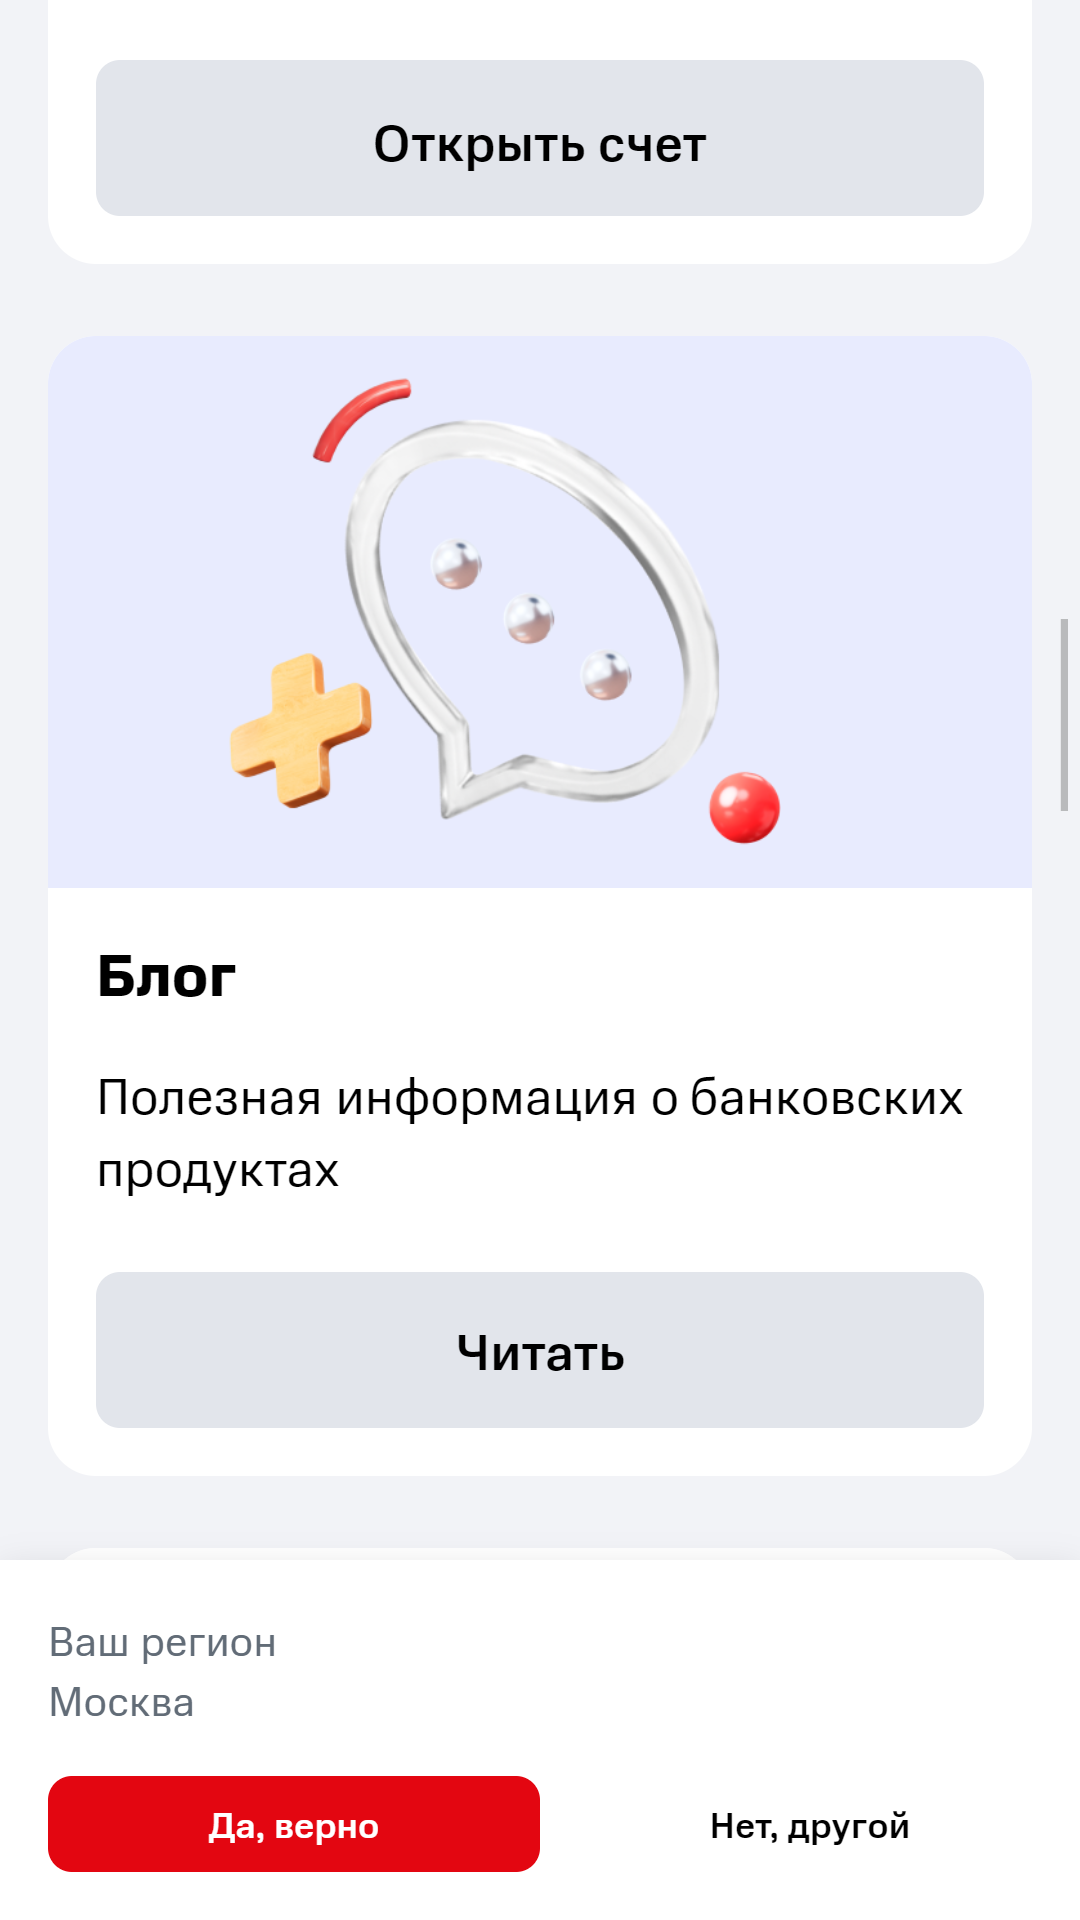 Открыть счет
Блог
Полезная информация о банковских
продуктах
Читать
Ваш регион
Москва
Да, верно
Нет, другой